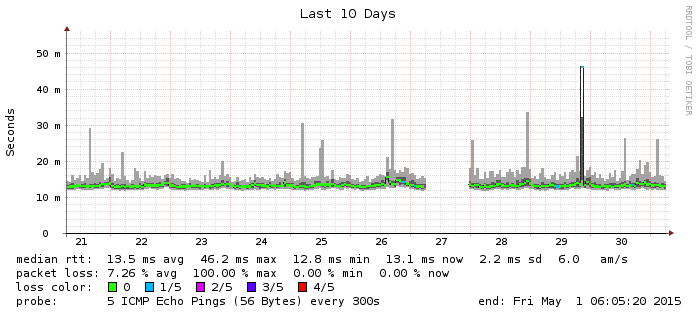 Last 10 Days
RRDTOOL / TOBI OETIKER
Seconds
50 m
40 m
30 m
20 m
10 m
0
21 22 23 24 25 26 27 28 29 30
median rtt: 13.5 ms avg 46.2 ms max 12.8 ms min 13.1 ms now 2.2 ms sd 6.0 am/s
packet loss: 7.26 % avg 100.00 % max 0.00 % min 0.00 % now
loss color: 0 1/5 2/5 3/5 4/5
probe: 5 ICMP Echo Pings (56 Bytes) every 300s end: Fri May 1 06:05:20 2015